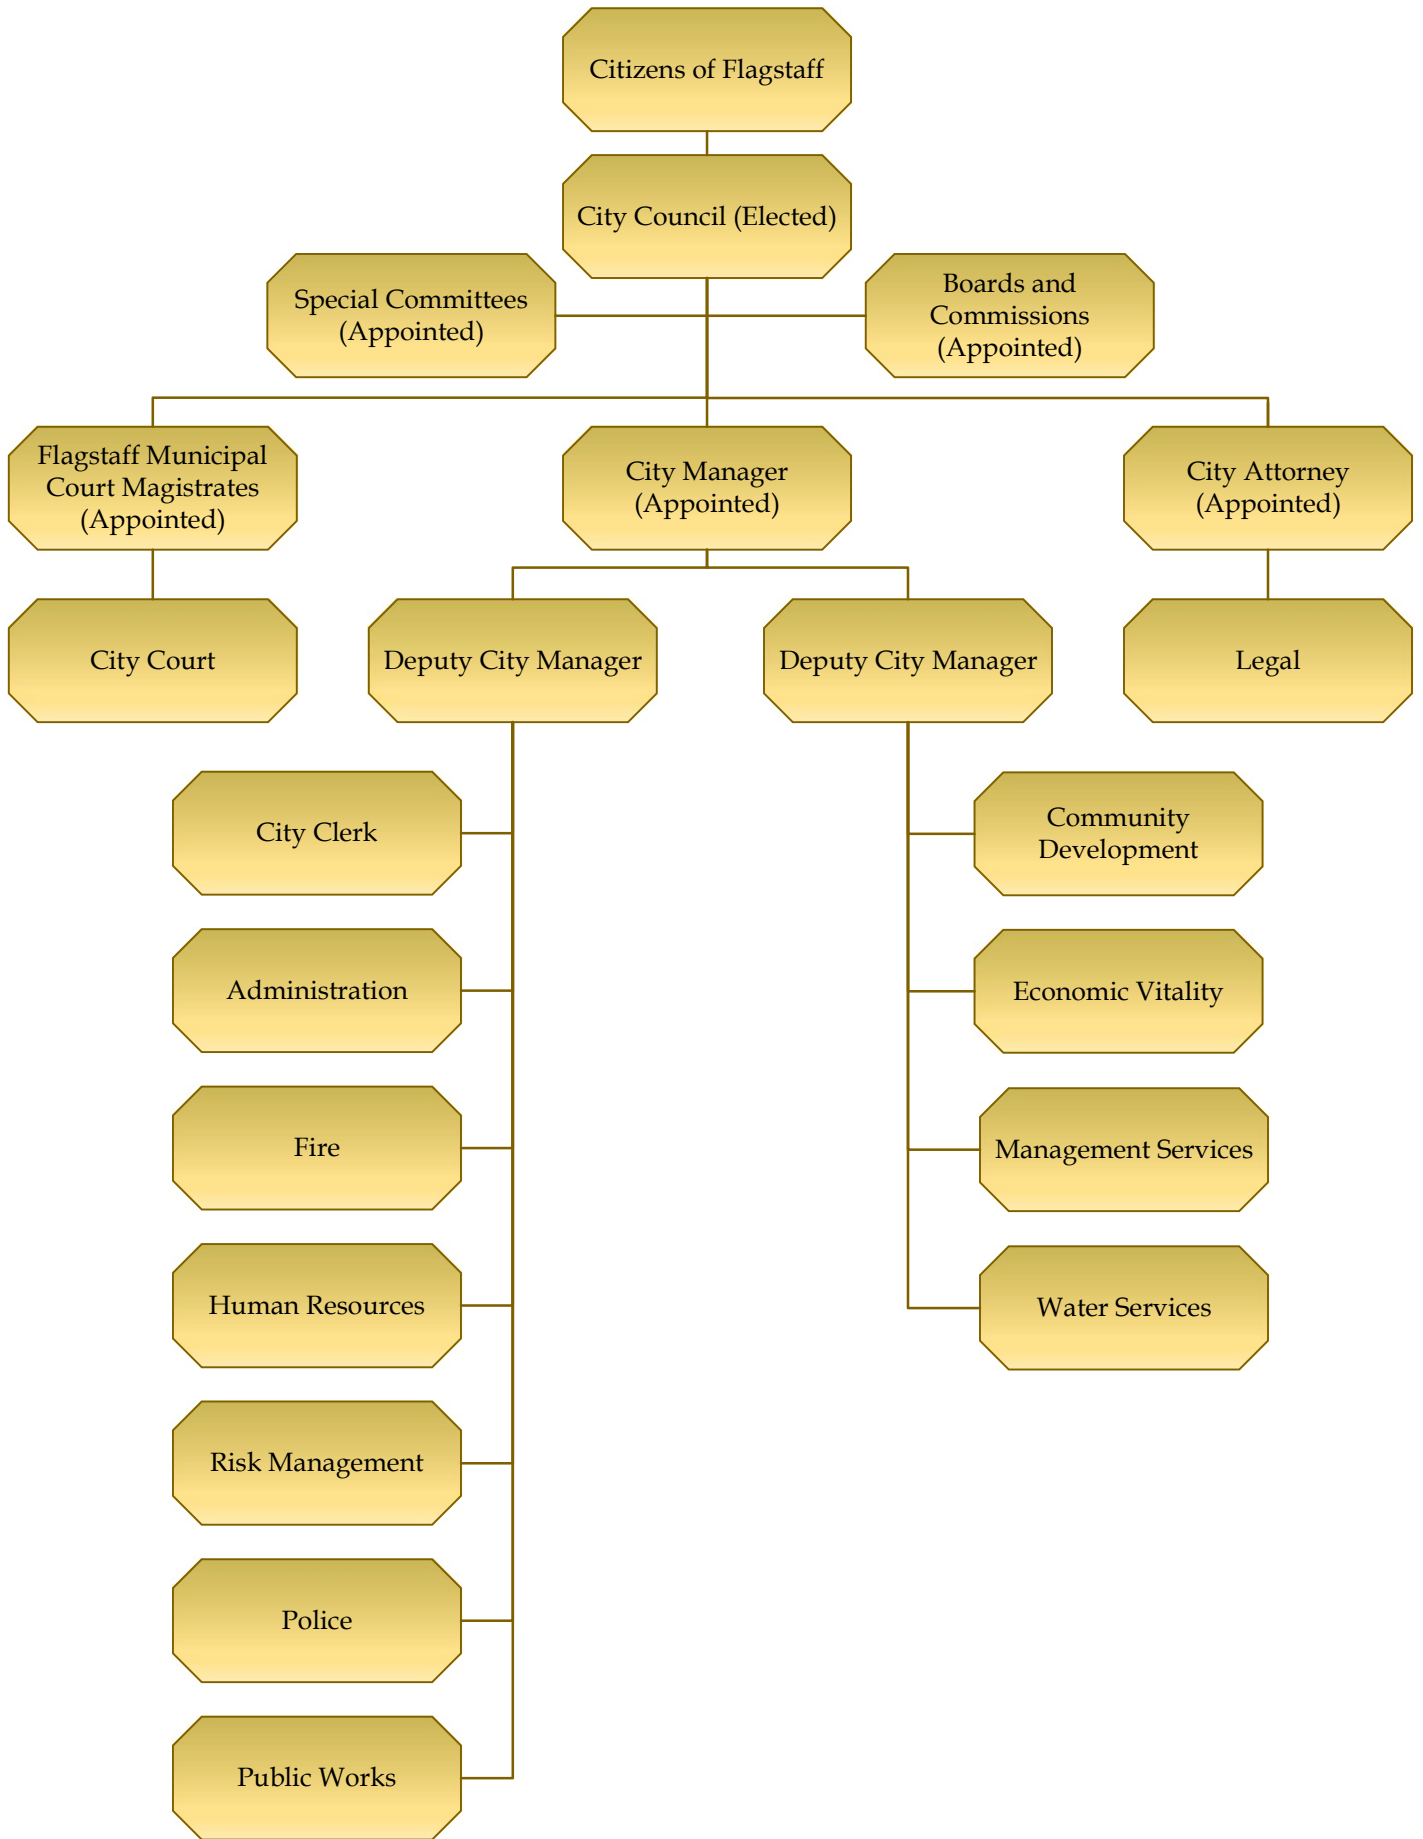 Citizens of Flagstaff
City Council (Elected)
Special Committees
(Appointed)
Boards and
Commissions
(Appointed)
Flagstaff Municipal
Court Magistrates
(Appointed)
City Manager
(Appointed)
City Attorney
(Appointed)
City Court
Deputy City Manager
Deputy City Manager
Legal
City Clerk
Community
Development
Administration
Economic Vitality
Fire
Management Services
Human Resources
Water Services
Risk Management
Police
Public Works